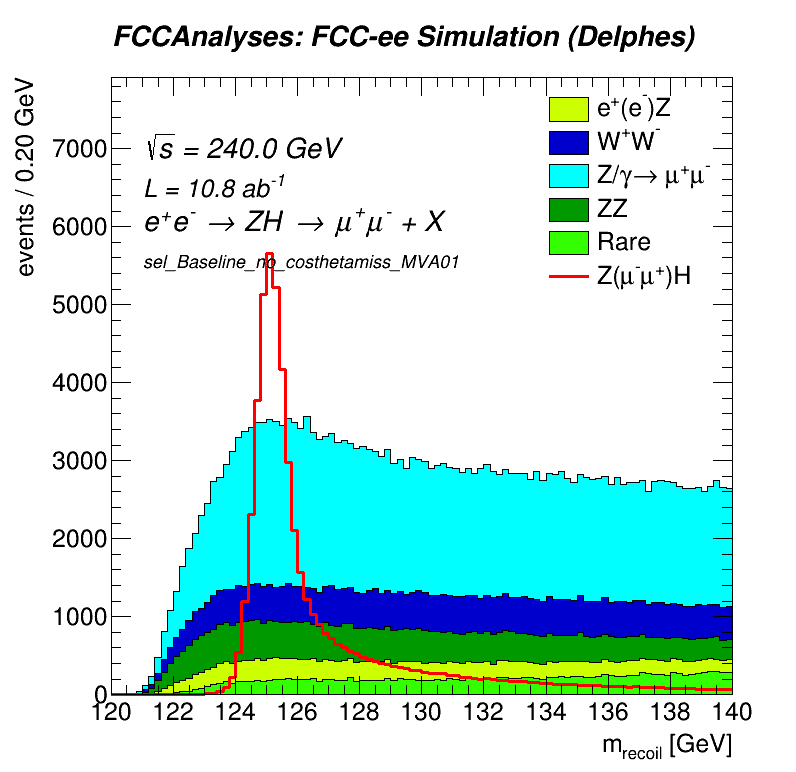 FCCAnalyses: FCC-ee Simulation (Delphes)
events / 0.20 GeV
√s = 240.0 GeV
L = 10.8 ab⁻¹
e⁺e⁻ → ZH → μ⁺μ⁻ + X
sel_Baseline_no_costhetamiss_MVA01
e⁺(e⁻)Z
W⁺W⁻
Z/γ→ μ⁺μ⁻
ZZ
Rare
Z(μ⁻μ⁺)H
7000
6000
5000
4000
3000
2000
1000
0
120 122 124 126 128 130 132 134 136 138 140
m_recoil [GeV]